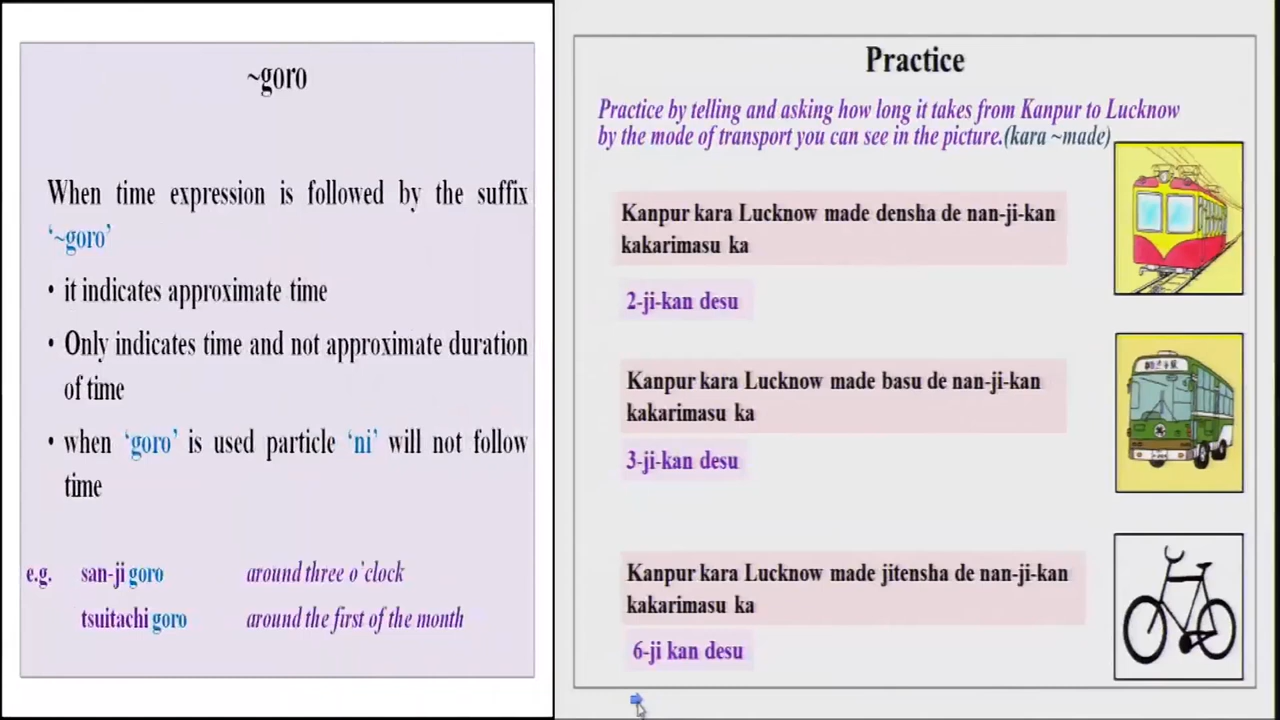 ~goro
When time expression is followed by the suffix
‘~goro’
• it indicates approximate time
• Only indicates time and not approximate duration
of time
• when ‘goro’ is used particle ‘ni’ will not follow
time
e.g. san-ji goro around three o’clock
tsuitachi goro around the first of the month
Practice
Practice by telling and asking how long it takes from Kanpur to Lucknow
by the mode of transport you can see in the picture.(kara ~made)
Kanpur kara Lucknow made densha de nan-ji-kan
kakarimasu ka
2-ji-kan desu
Kanpur kara Lucknow made basu de nan-ji-kan
kakarimasu ka
3-ji-kan desu
Kanpur kara Lucknow made jitensha de nan-ji-kan
kakarimasu ka
6-ji kan desu